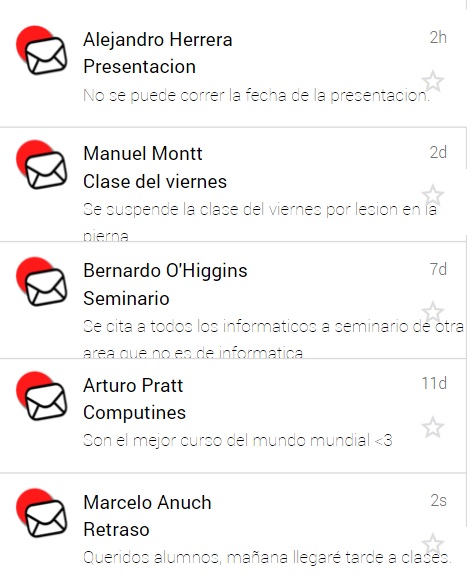 Alejandro Herrera 2h
Presentacion
No se puede correr la fecha de la presentacion.
Manuel Montt 2d
Clase del viernes
Se suspende la clase del viernes por lesion en la
pierna
Bernardo O'Higgins 7d
Seminario
Se cita a todos los informaticos a seminario de otra
area que no es de informatica
Arturo Pratt 11d
Computines
Son el mejor curso del mundo mundial <3
Marcelo Anuch 2s
Retraso
Queridos alumnos, mañana llegaré tarde a clases.